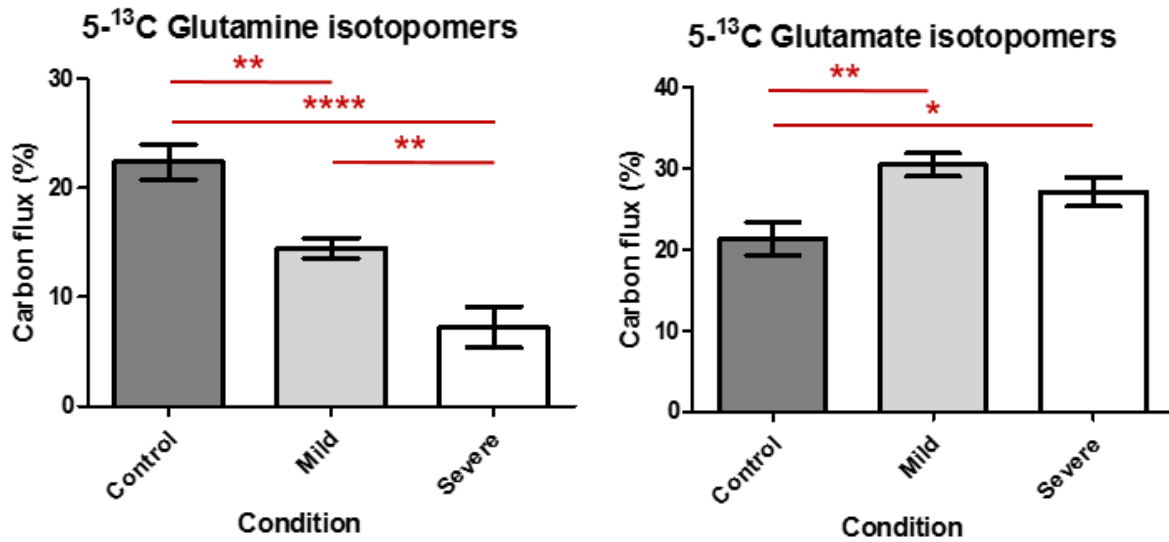 5-¹³C Glutamine isotopomers
**
****
**
30
20
10
0
Carbon flux (%)
Control
Mild
Severe
Condition
5-¹³C Glutamate isotopomers
**
*
40
30
20
10
0
Carbon flux (%)
Control
Mild
Severe
Condition